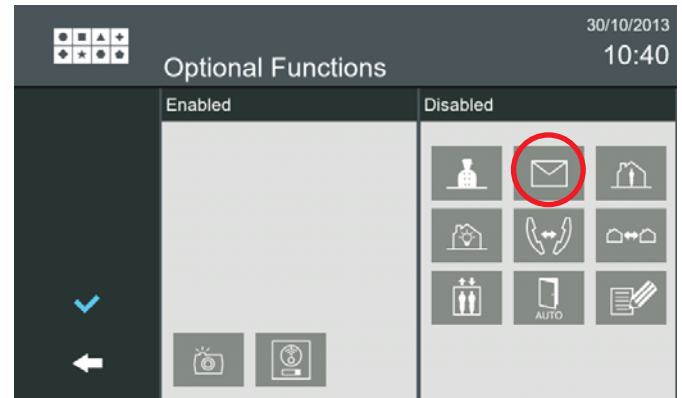 30/10/2013
10:40
Optional Functions
Enabled
Disabled
AUTO